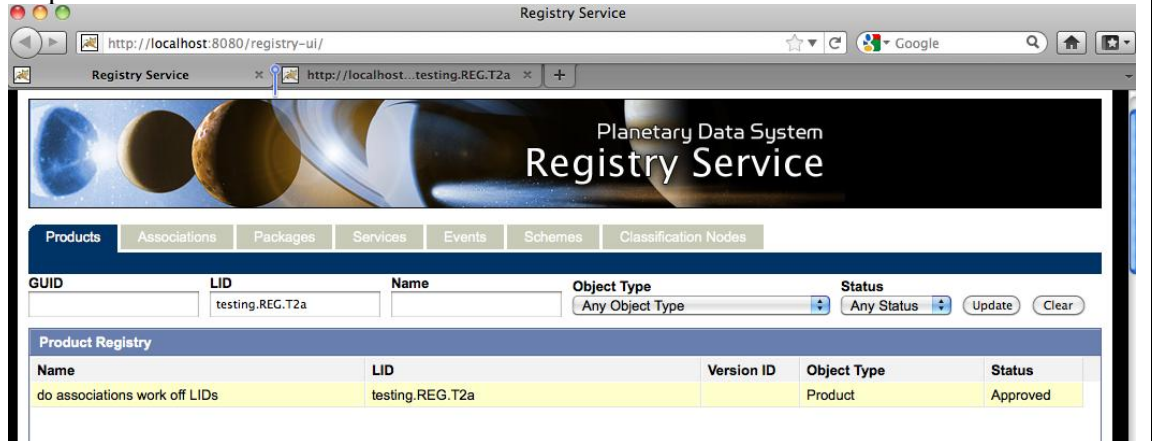 Registry Service
http://localhost:8080/registry-ui/
Google
Registry Service
http://localhost...testing.REG.T2a
Planetary Data System
Registry Service
Products Associations Packages Services Events Schemes Classification Nodes
GUID LID Name Object Type Status
testing.REG.T2a Any Object Type Any Status Update Clear
Product Registry
Name LID Version ID Object Type Status
do associations work off LIDs testing.REG.T2a Product Approved